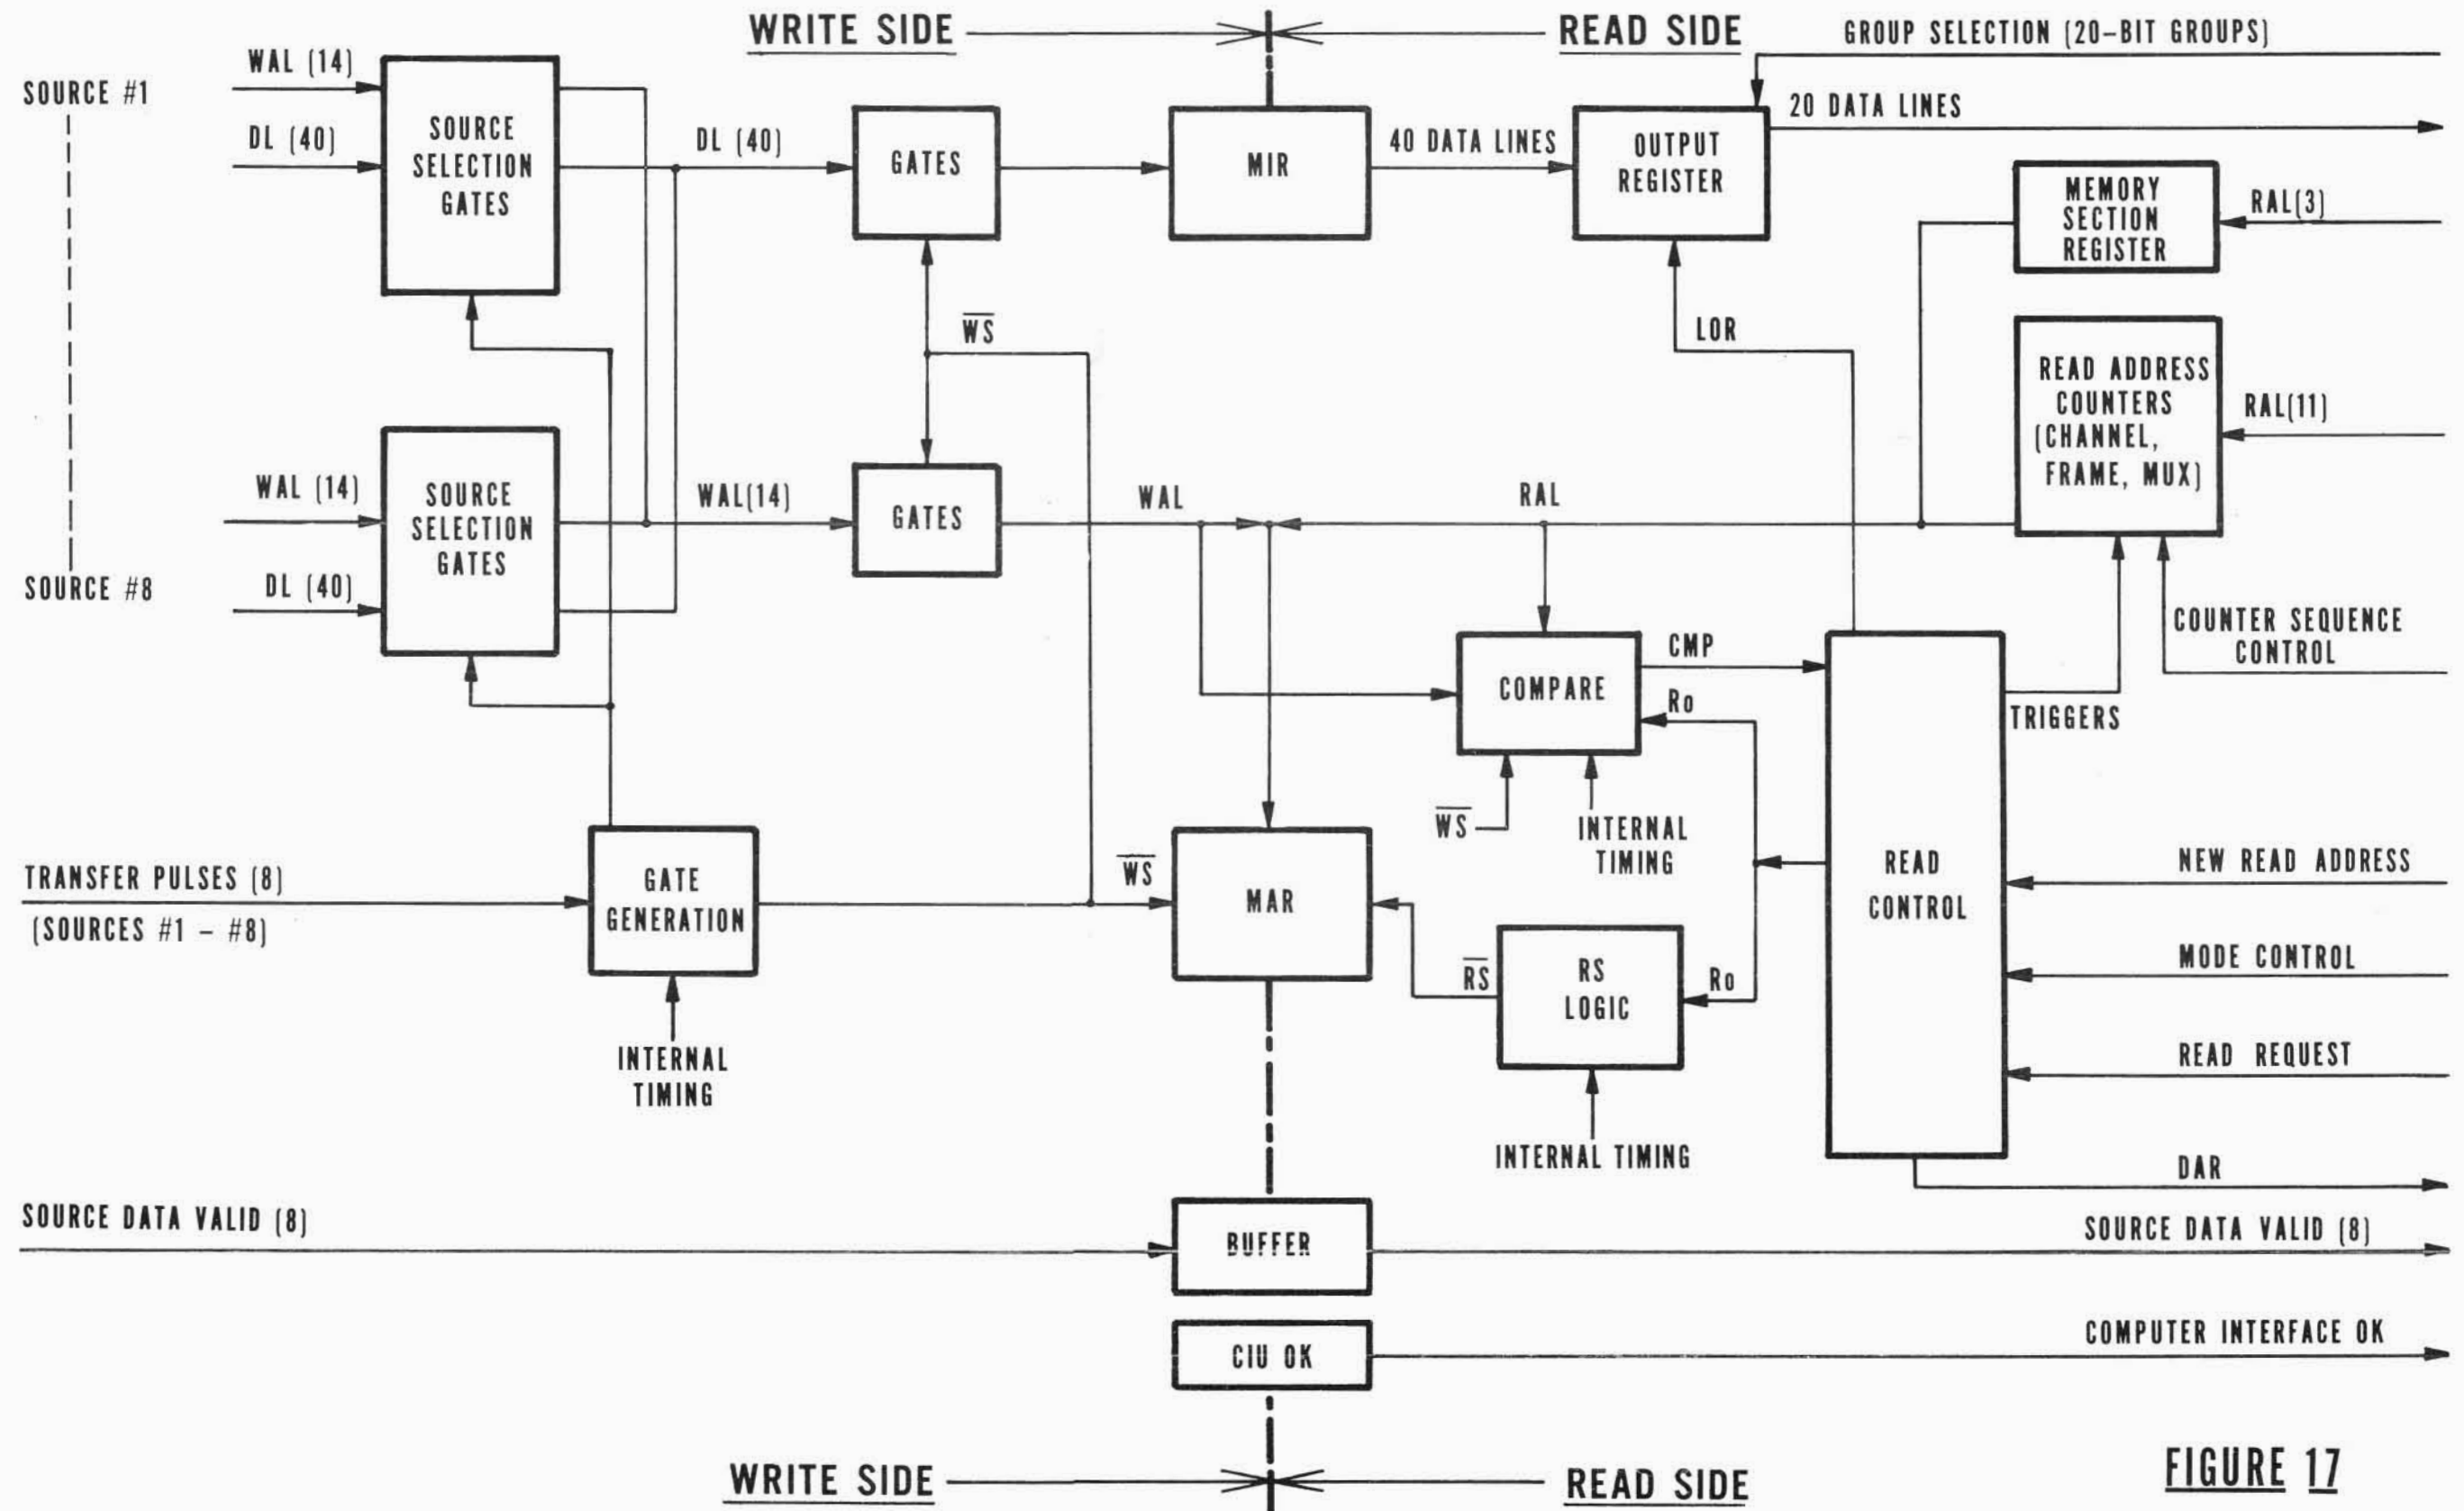 WRITE SIDE
READ SIDE
GROUP SELECTION (20-BIT GROUPS)
SOURCE #1
WAL (14)
DL (40)
SOURCE
SELECTION
GATES
DL (40)
GATES
MIR
40 DATA LINES
OUTPUT
REGISTER
20 DATA LINES
MEMORY
SECTION
REGISTER
RAL(3)
WS
LOR
READ ADDRESS
COUNTERS
(CHANNEL,
FRAME, MUX)
RAL(11)
SOURCE #8
WAL (14)
DL (40)
SOURCE
SELECTION
GATES
WAL(14)
GATES
WAL
RAL
COUNTER SEQUENCE
CONTROL
COMPARE
CMP
Ro
TRIGGERS
WS
INTERNAL
TIMING
TRANSFER PULSES (8)
(SOURCES #1 - #8)
GATE
GENERATION
INTERNAL
TIMING
WS
MAR
RS
RS
LOGIC
Ro
INTERNAL TIMING
READ
CONTROL
NEW READ ADDRESS
MODE CONTROL
READ REQUEST
DAR
SOURCE DATA VALID (8)
BUFFER
SOURCE DATA VALID (8)
CIU OK
COMPUTER INTERFACE OK
WRITE SIDE
READ SIDE
FIGURE 17